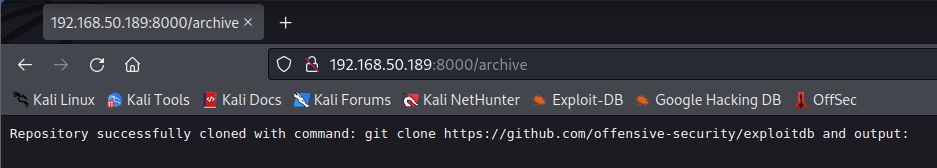 192.168.50.189:8000/archive
192.168.50.189:8000/archive
Kali Linux Kali Tools Kali Docs Kali Forums Kali NetHunter Exploit-DB Google Hacking DB OffSec
Repository successfully cloned with command: git clone https://github.com/offensive-security/exploitdb and output: